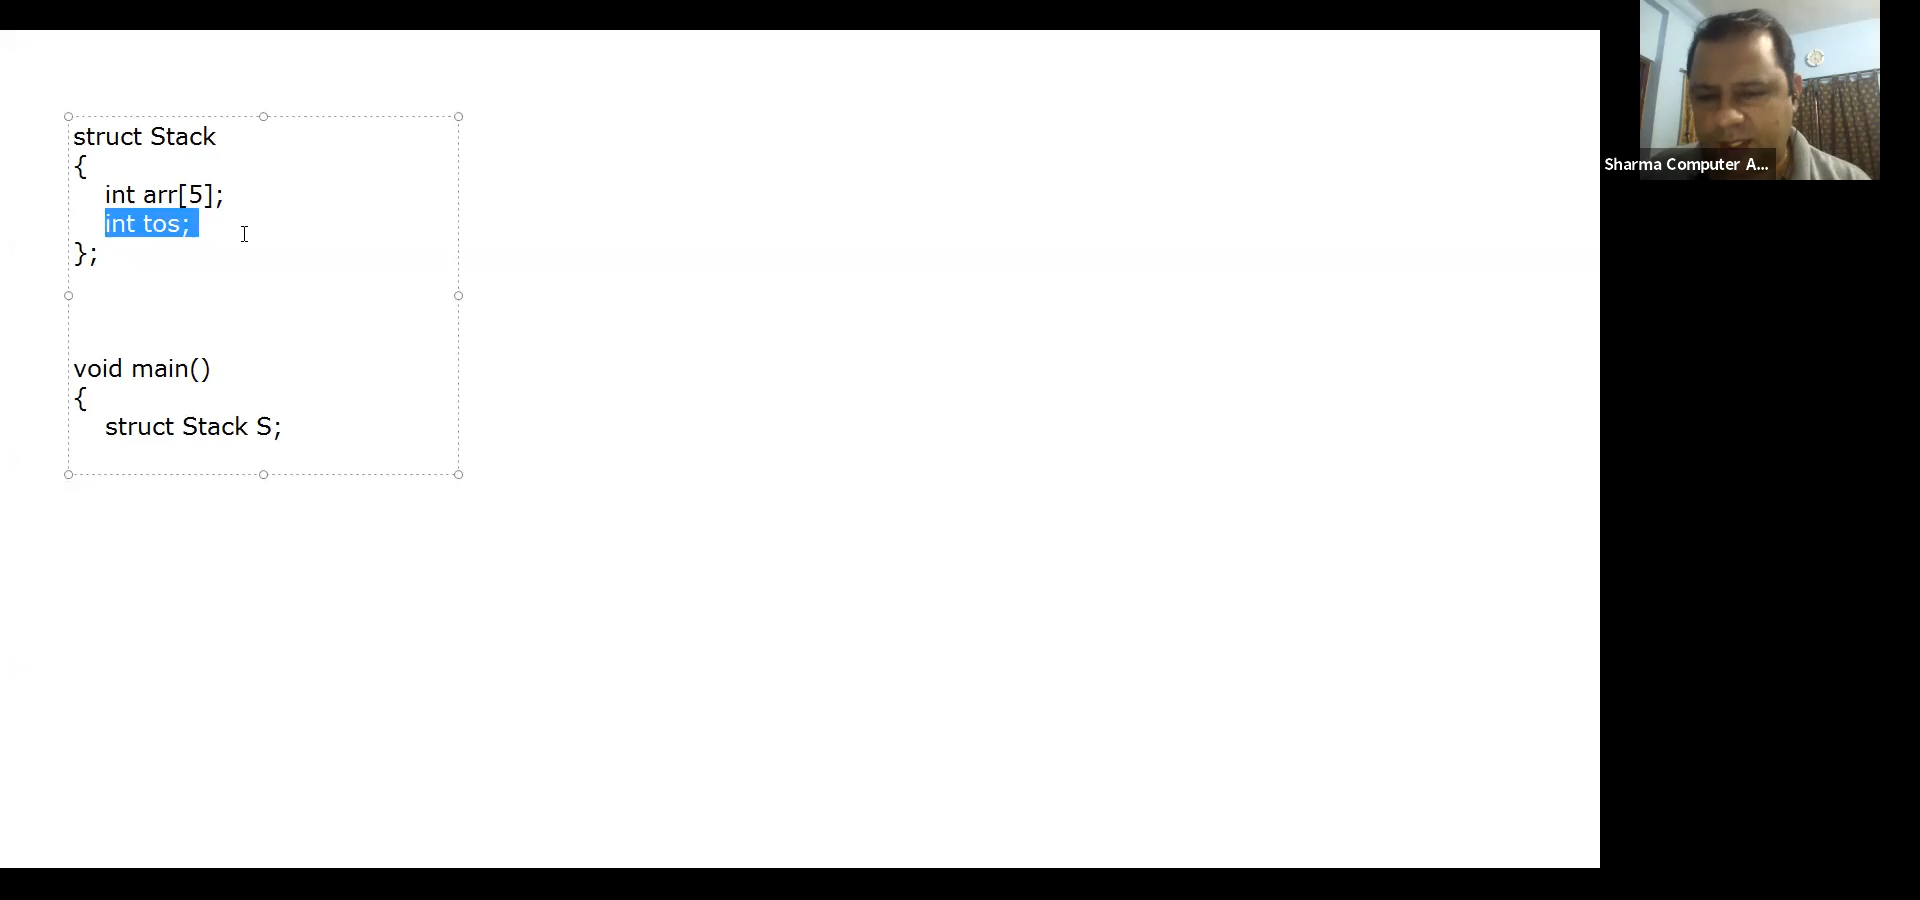 struct Stack
{
int arr[5];
int tos;
};
void main()
{
struct Stack S;
Sharma Computer A...